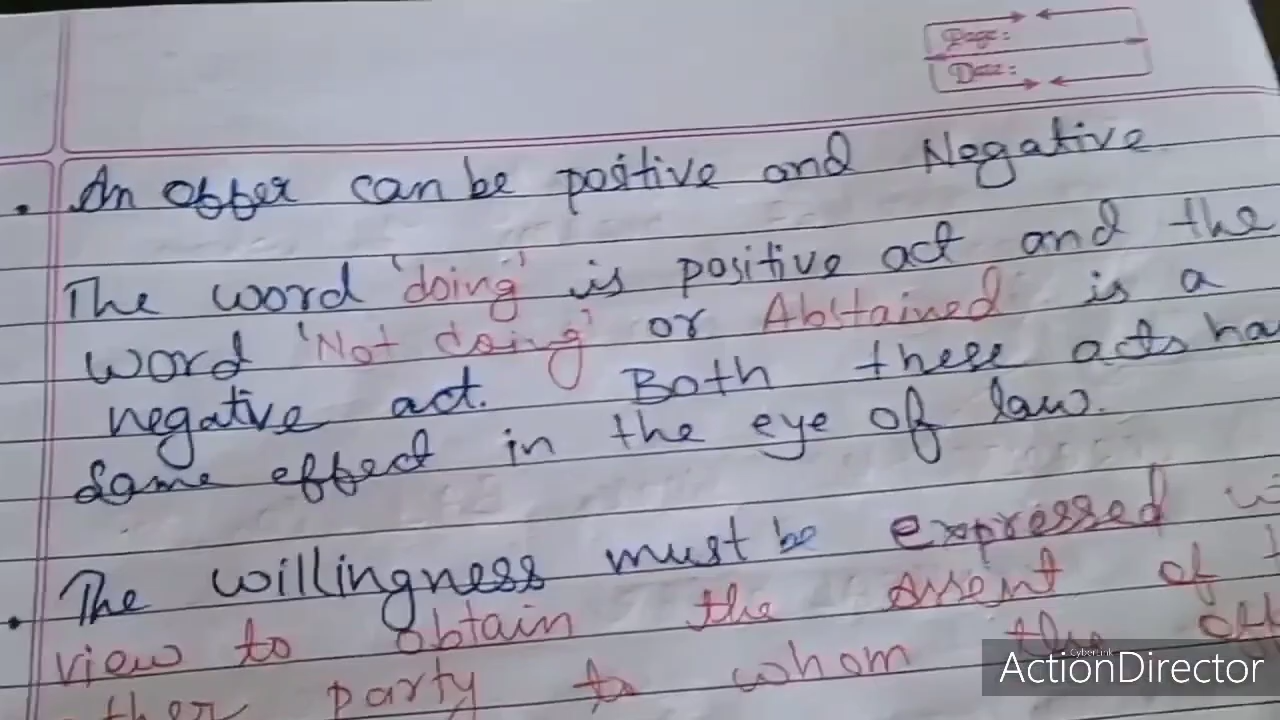 Page:
Date:
. An offer can be positive and Negative
The word 'doing' is positive act and the
word 'Not doing' or Abstained is a
negative act. Both these acts ha
Same effect in the eye of law.
. The willingness must be expressed
view to obtain the assent of
party to whom the
CyberLink
ActionDirector